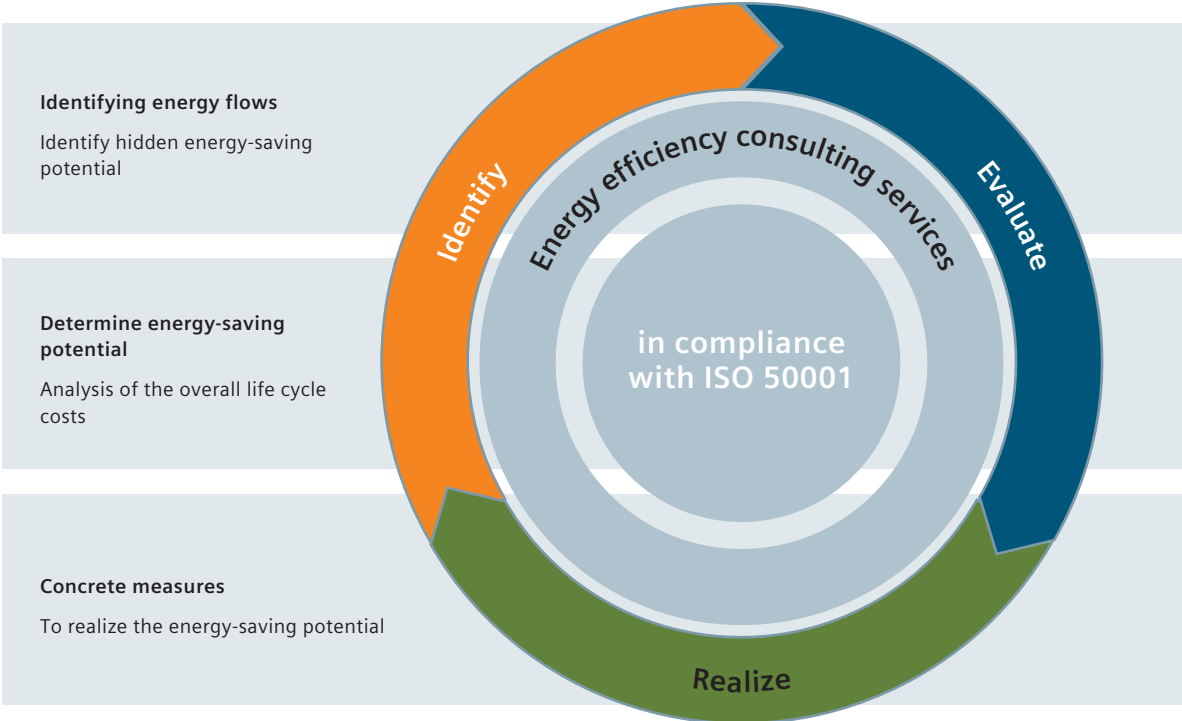 Identifying energy flows
Identify hidden energy-saving
potential
Determine energy-saving
potential
Analysis of the overall life cycle
costs
Concrete measures
To realize the energy-saving potential
Identify
Evaluate
Realize
Energy efficiency consulting services
in compliance
with ISO 50001